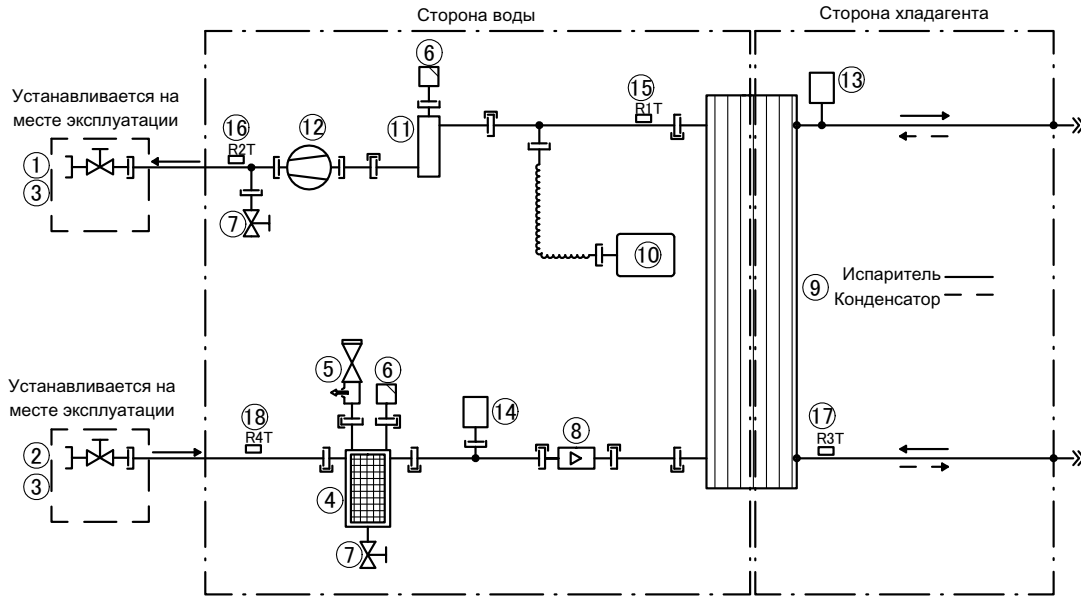 Сторона воды
Сторона хладагента
⑥
⑬
Устанавливается на
месте эксплуатации
⑯
R2T
⑫
⑪
⑮
R1T
①
③
⑦
⑩
⑨
Испаритель
Конденсатор
Устанавливается на
месте эксплуатации
⑤
⑥
⑱
R4T
⑭
⑧
⑰
R3T
②
③
④
⑦